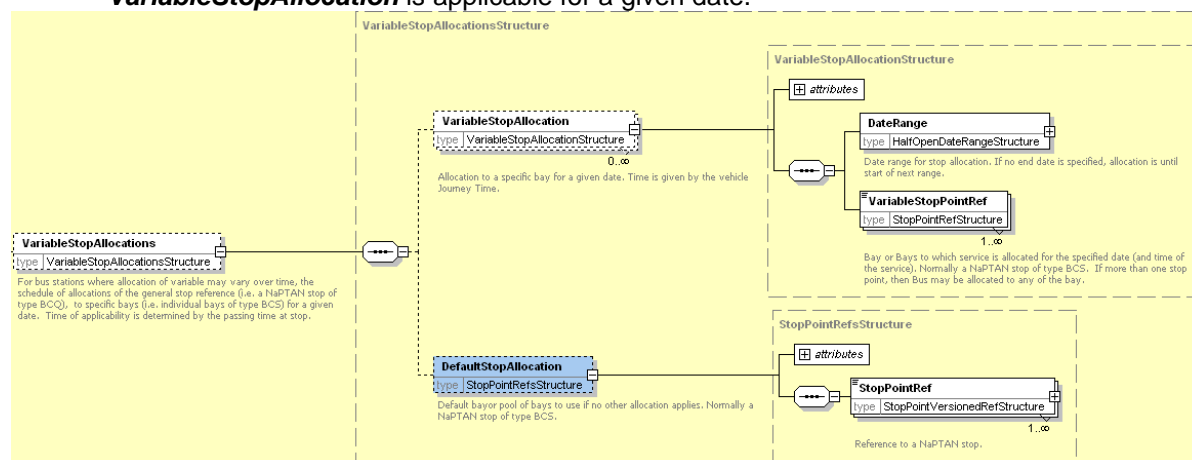 VariableStopAllocation is applicable for a given date.
VariableStopAllocationsStructure
VariableStopAllocationStructure
attributes
VariableStopAllocation
type VariableStopAllocationStructure
0..∞
Allocation to a specific bay for a given date. Time is given by the vehicle
Journey Time.
DateRange
type HalfOpenDateRangeStructure
Date range for stop allocation. If no end date is specified, allocation is until
start of next range.
VariableStopPointRef
type StopPointRefStructure
1..∞
Bay or Bays to which service is allocated for the specified date (and time of
the service). Normally a NaPTAN stop of type BCS. If more than one stop
point, then Bus may be allocated to any of the bay.
VariableStopAllocations
type VariableStopAllocationsStructure
For bus stations where allocation of variable may vary over time, the
schedule of allocations of the general stop reference (i.e. a NaPTAN stop of
type BCQ), to specific bays (i.e. individual bays of type BCS) for a given
date. Time of applicability is determined by the passing time at stop.
StopPointRefsStructure
attributes
DefaultStopAllocation
type StopPointRefsStructure
Default bayor pool of bays to use if no other allocation applies. Normally a
NaPTAN stop of type BCS.
StopPointRef
type StopPointVersionedRefStructure
1..∞
Reference to a NaPTAN stop.